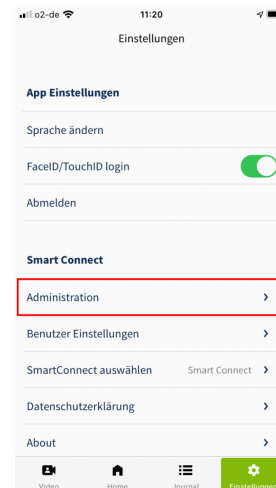 o2-de 11:20
Einstellungen
App Einstellungen
Sprache ändern
FaceID/TouchID login
Abmelden
Smart Connect
Administration
Benutzer Einstellungen
SmartConnect auswählen Smart Connect
Datenschutzerklärung
About
Video Home Journal Einstellungen